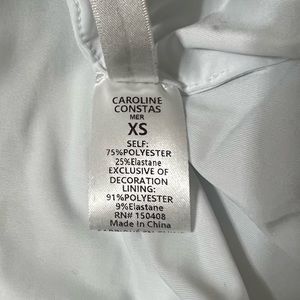 CAROLINE
CONSTAS
MER
XS
SELF:
75%POLYESTER
25%Elastane
EXCLUSIVE OF
DECORATION
LINING:
91%POLYESTER
9%Elastane
RN# 150408
Made In China